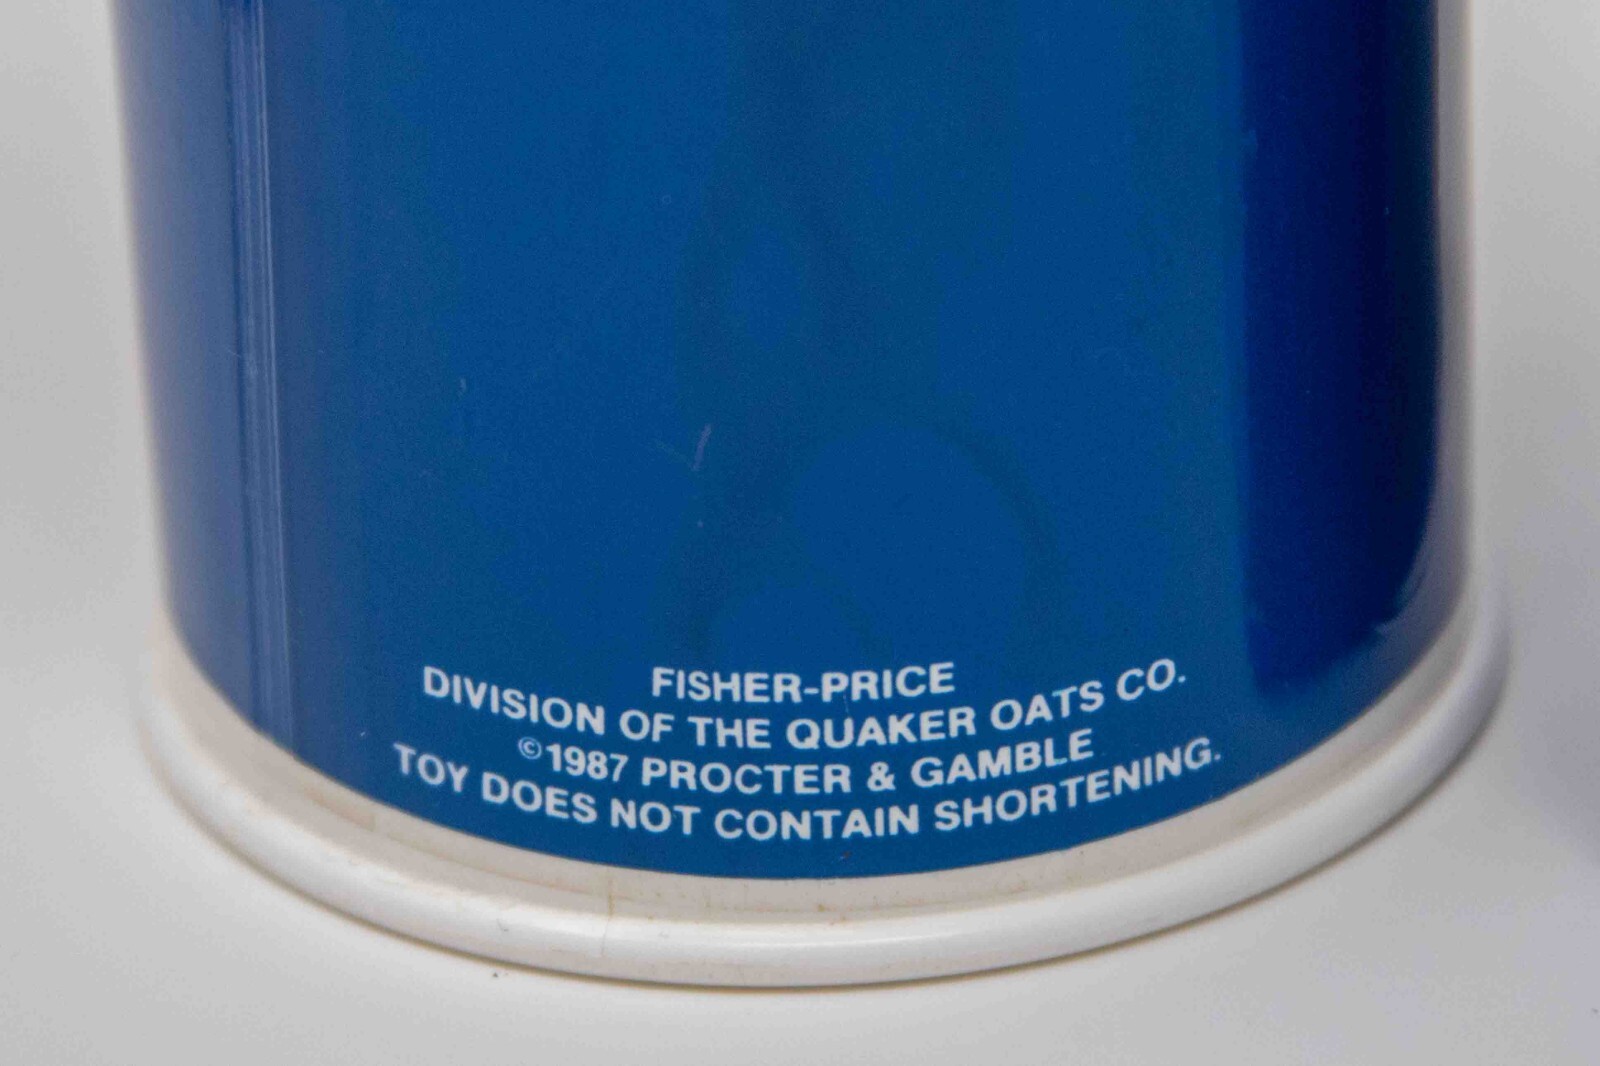 FISHER-PRICE
DIVISION OF THE QUAKER OATS CO.
©1987 PROCTER & GAMBLE
TOY DOES NOT CONTAIN SHORTENING.